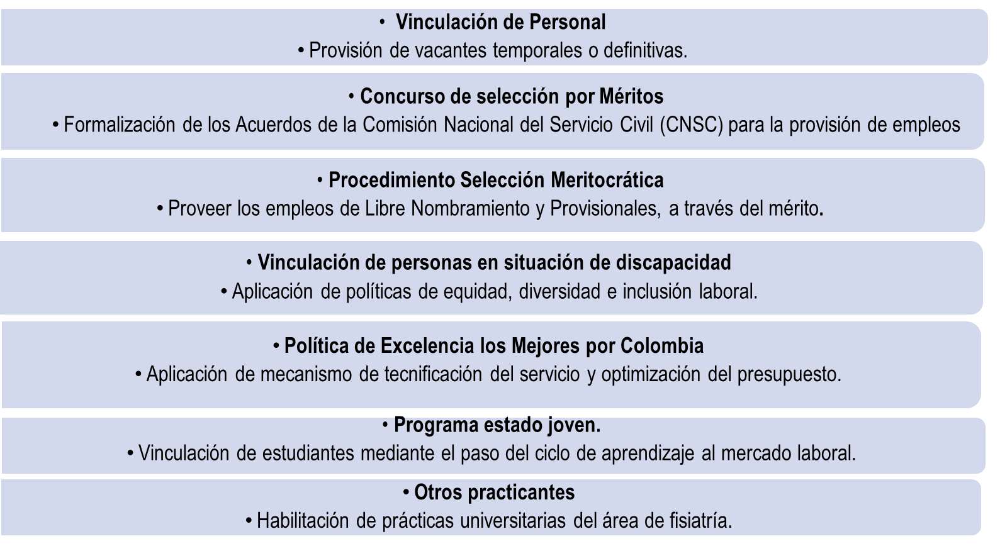 • Vinculación de Personal
• Provisión de vacantes temporales o definitivas.
• Concurso de selección por Méritos
• Formalización de los Acuerdos de la Comisión Nacional del Servicio Civil (CNSC) para la provisión de empleos
• Procedimiento Selección Meritocrática
• Proveer los empleos de Libre Nombramiento y Provisionales, a través del mérito.
• Vinculación de personas en situación de discapacidad
• Aplicación de políticas de equidad, diversidad e inclusión laboral.
• Política de Excelencia los Mejores por Colombia
• Aplicación de mecanismo de tecnificación del servicio y optimización del presupuesto.
• Programa estado joven.
• Vinculación de estudiantes mediante el paso del ciclo de aprendizaje al mercado laboral.
• Otros practicantes
• Habilitación de prácticas universitarias del área de fisiatría.